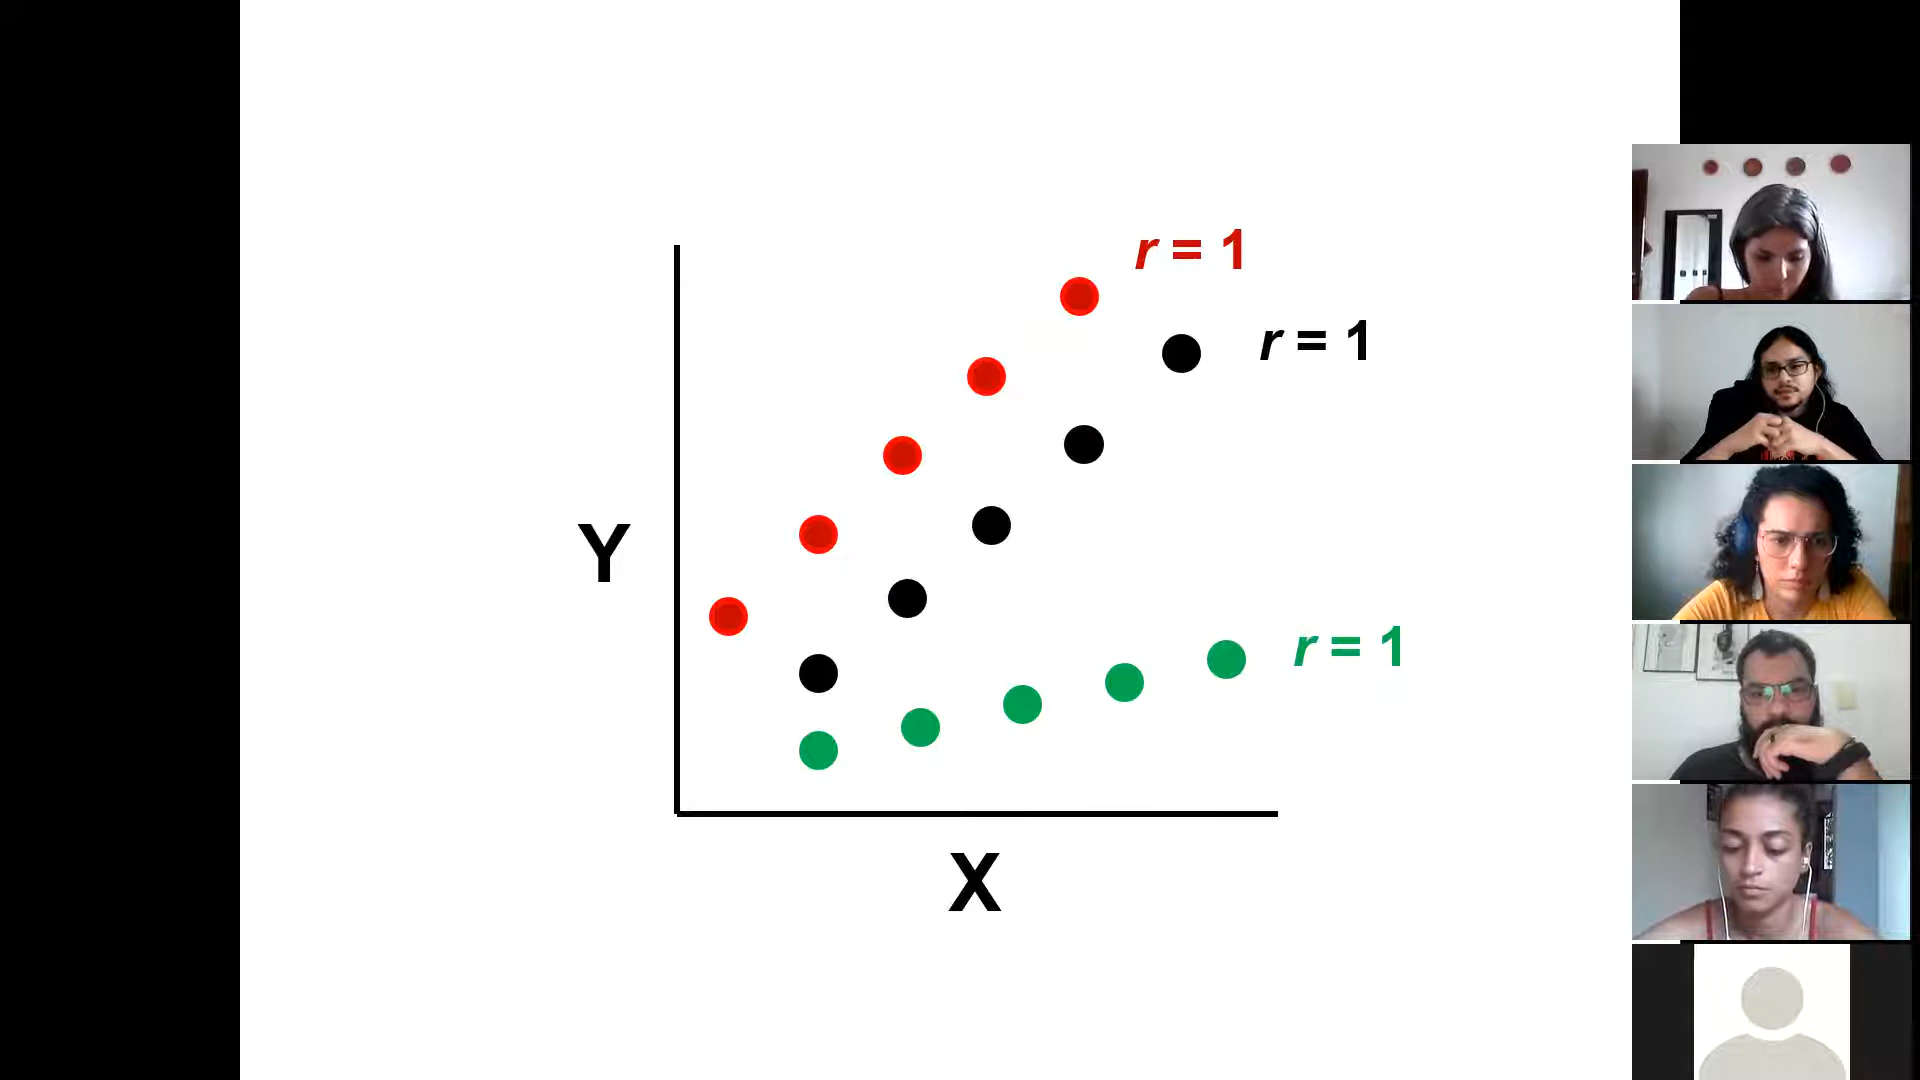 r = 1
r = 1
Y
r = 1
X